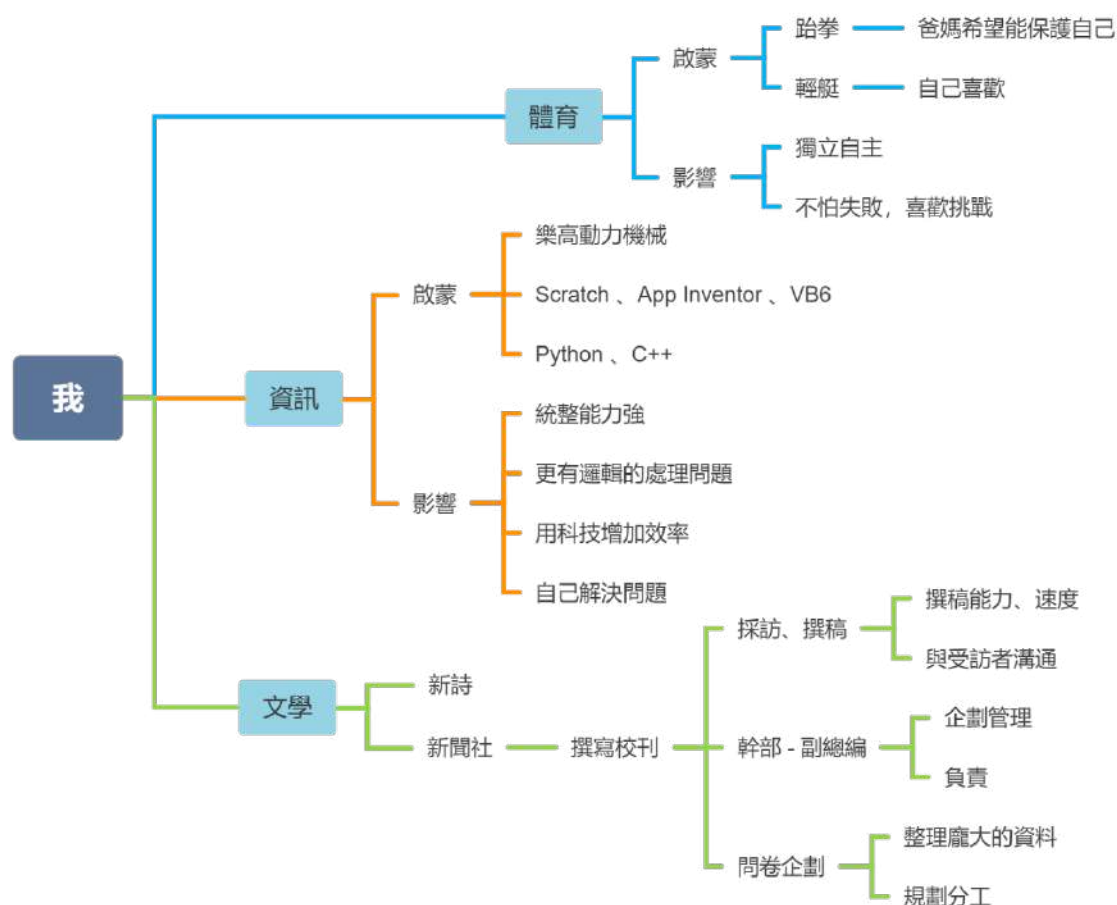 我
體育
啟蒙
跆拳
爸媽希望能保護自己
輕艇
自己喜歡
影響
獨立自主
不怕失敗，喜歡挑戰
資訊
啟蒙
樂高動力機械
Scratch 、App Inventor 、VB6
Python 、C++
影響
統整能力強
更有邏輯的處理問題
用科技增加效率
自己解決問題
文學
新詩
新聞社
撰寫校刊
採訪、撰稿
撰稿能力、速度
與受訪者溝通
幹部 - 副總編
企劃管理
負責
問卷企劃
整理龐大的資料
規劃分工